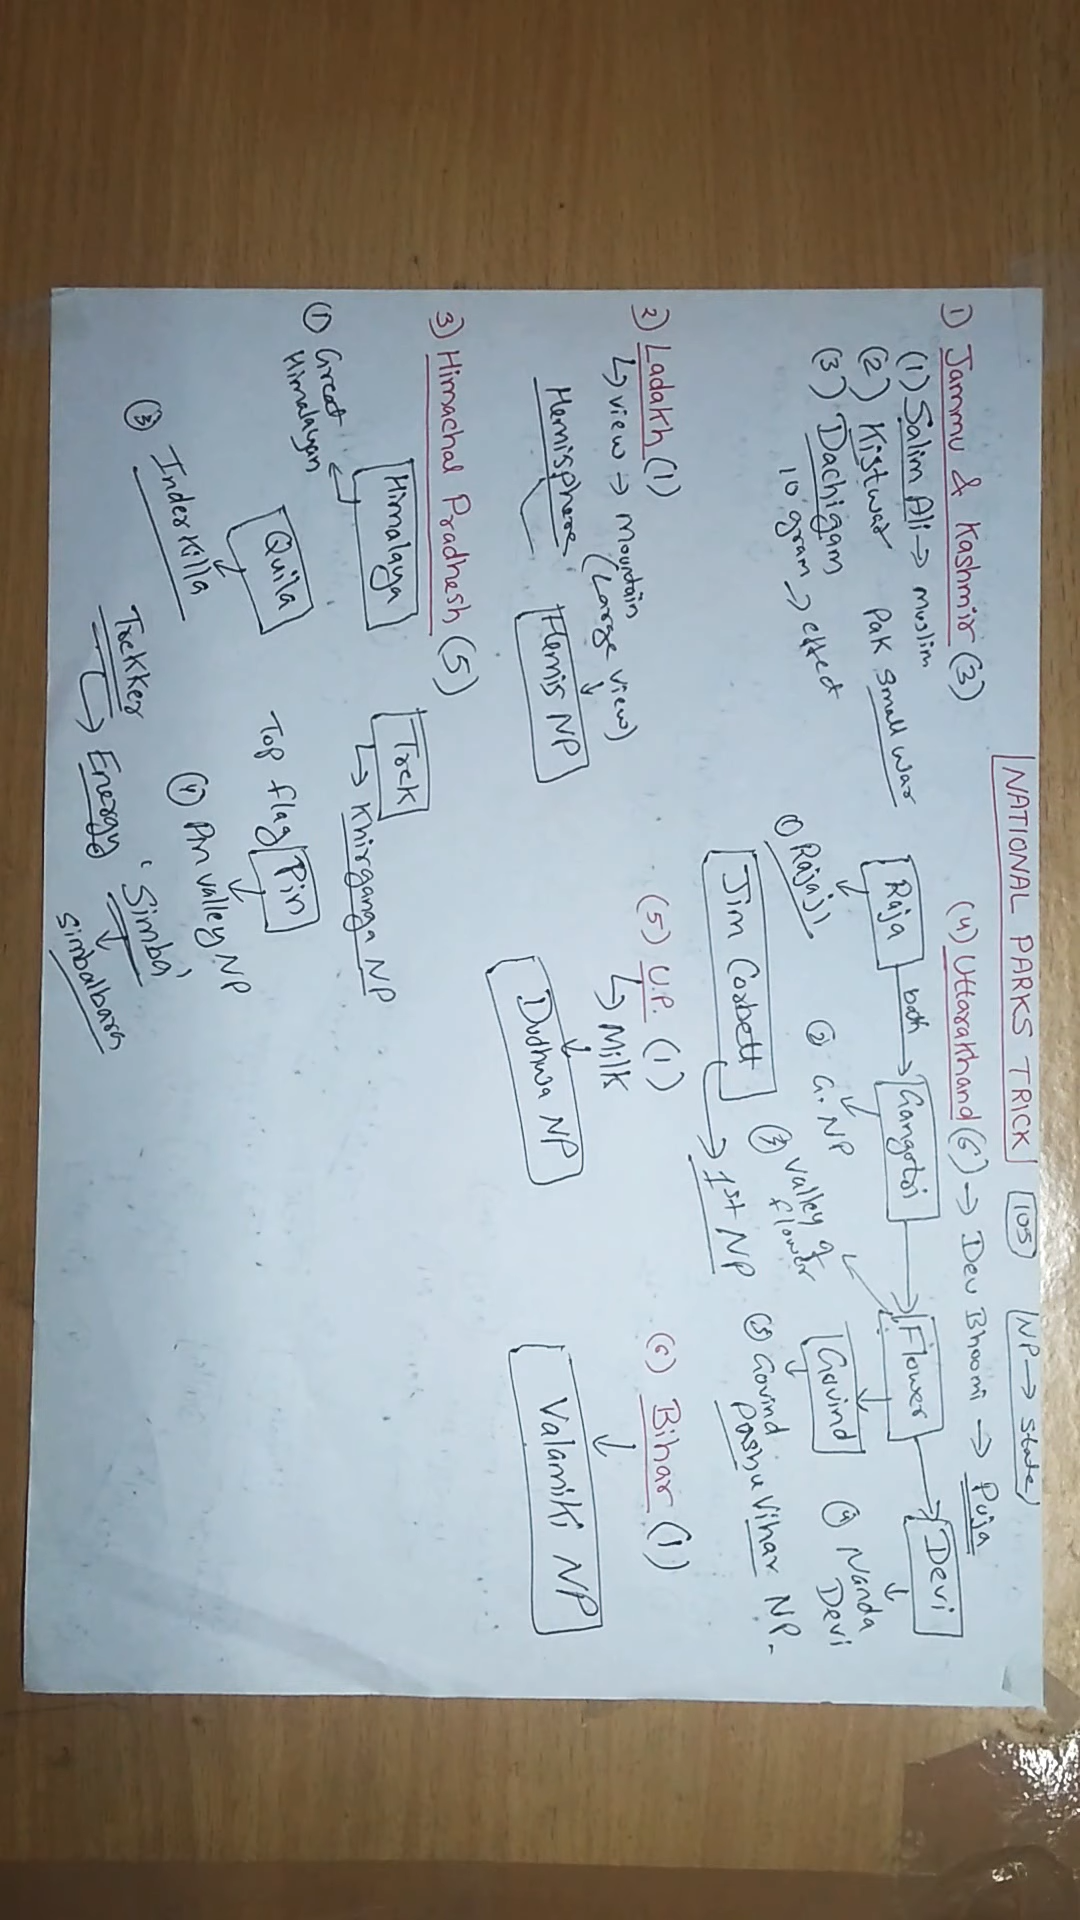 NATIONAL PARKS TRICK 105 NP → state
1) Jammu & Kashmir (3)
(1) Salim Ali → muslim
(2) Kistwar Pak small war
(3) Dachigam
10 gram → effect
2) Ladakh (1)
↳ view → mountain
(Large view)
Hemisphere Hemis NP
3) Himachal Pradhesh (5)
Himalaya
① Great
Himalayan
Trek
↳ Khirganga NP
Quila
③ Inderkilla
Top flag Pin
④ Pin valley NP
Trekker
↳ Energy 'Simba'
Simbalbara
(4) Uttarakhand (6) → Dev Bhoomi → Puja
Raja both → Gangotri → Flower → Devi
① Rajaji
② G. NP
③ valley of
flower
Govind
④ Nanda
Devi
Jim Corbett → 1st NP
⑤ Govind
Pashu Vihar NP.
(5) U.P. (1)
↳ Milk
Dudhwa NP
(6) Bihar (1)
Valamiki NP